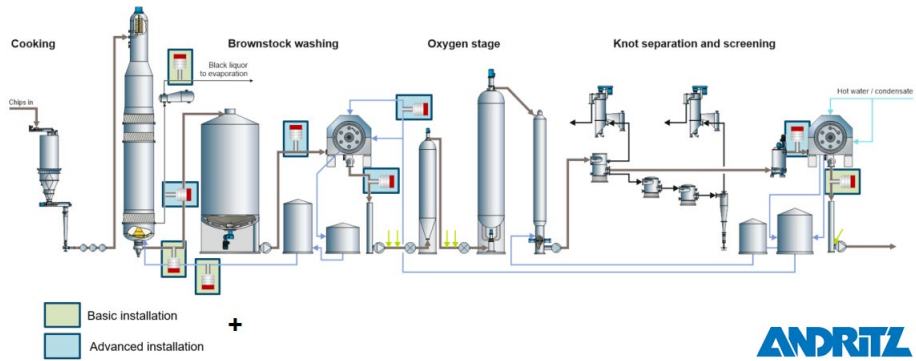 Cooking
Brownstock washing
Oxygen stage
Knot separation and screening
Black liquor
to evaporation
Hot water / condensate
Chips in
Basic installation
+
Advanced installation
ANDRITZ